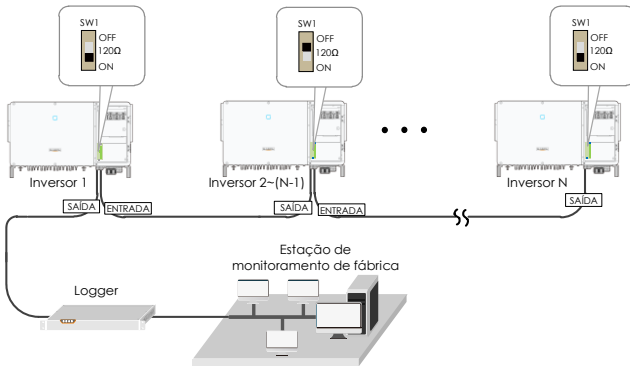 SW1
OFF
120Ω
ON
SW1
OFF
120Ω
ON
SW1
OFF
120Ω
ON
Inversor 1
Inversor 2~(N-1)
Inversor N
SAÍDA
ENTRADA
SAÍDA
ENTRADA
SAÍDA
Estação de
monitoramento de fábrica
Logger